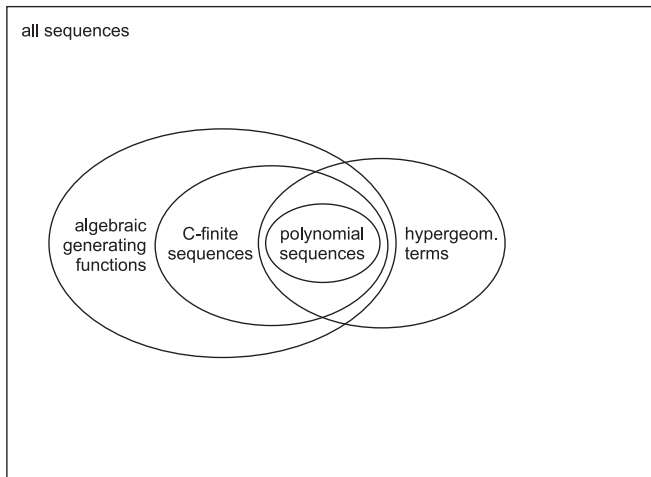 all sequences
algebraic
generating
functions
C-finite
sequences
polynomial
sequences
hypergeom.
terms